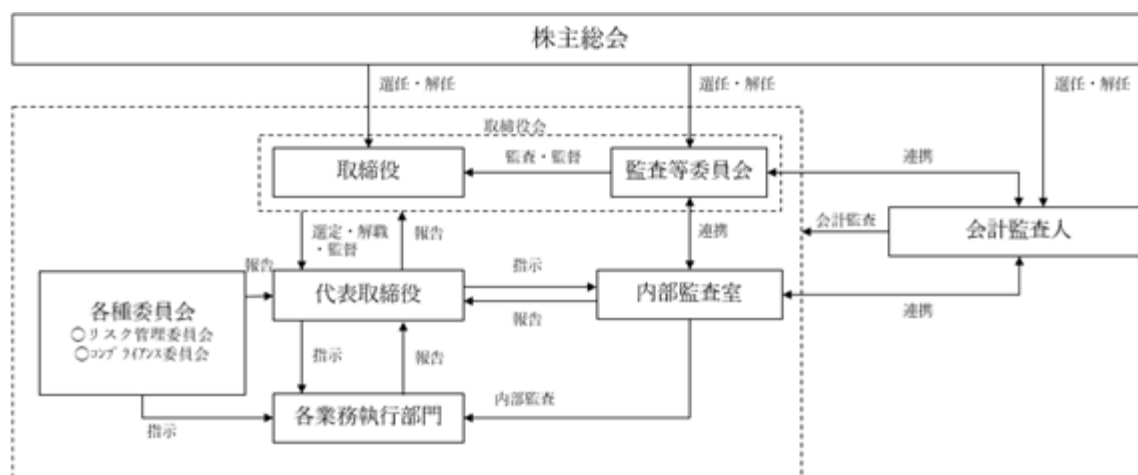 株主総会
選任・解任
選任・解任
選任・解任
取締役会
取締役
監査・監督
監査等委員会
連携
会計監査人
会計監査
選定・解職
・監督
報告
連携
報告
代表取締役
指示
報告
内部監査室
連携
各種委員会
○リスク管理委員会
○コンプライアンス委員会
指示
報告
内部監査
各業務執行部門
指示